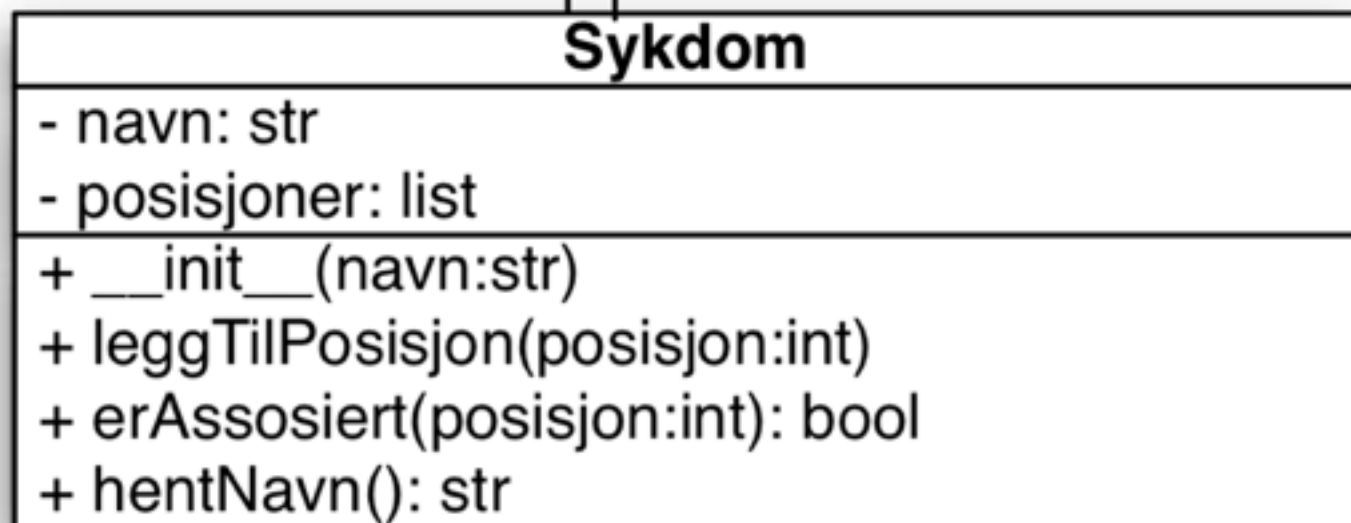 Sykdom
- navn: str
- posisjoner: list
+ __init__(navn:str)
+ leggTilPosisjon(posisjon:int)
+ erAssosiert(posisjon:int): bool
+ hentNavn(): str